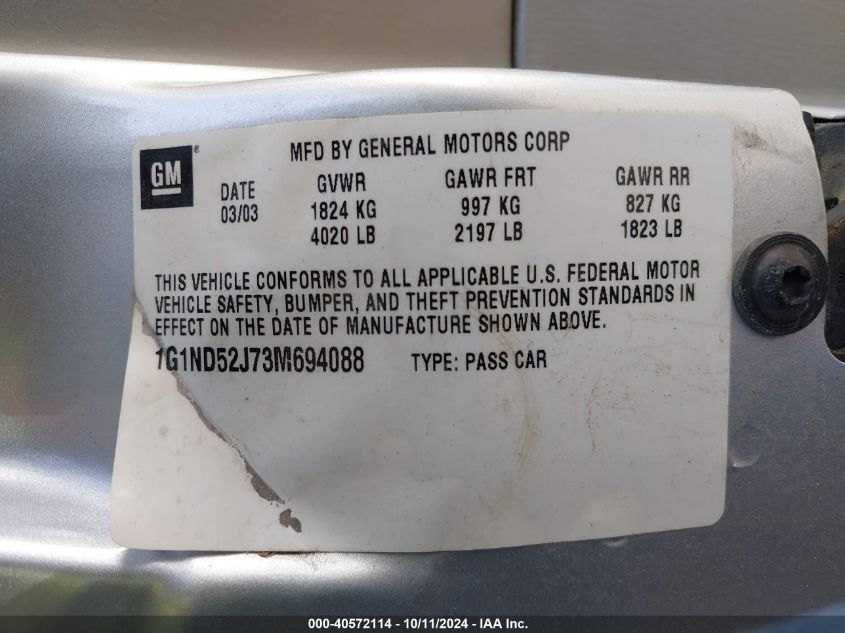 MFD BY GENERAL MOTORS CORP
GM®
DATE GVWR GAWR FRT GAWR RR
03/03 1824 KG 997 KG 827 KG
4020 LB 2197 LB 1823 LB
THIS VEHICLE CONFORMS TO ALL APPLICABLE U.S. FEDERAL MOTOR
VEHICLE SAFETY, BUMPER, AND THEFT PREVENTION STANDARDS IN
EFFECT ON THE DATE OF MANUFACTURE SHOWN ABOVE.
1G1ND52J73M694088 TYPE: PASS CAR
000-40572114 - 10/11/2024 - IAA Inc.